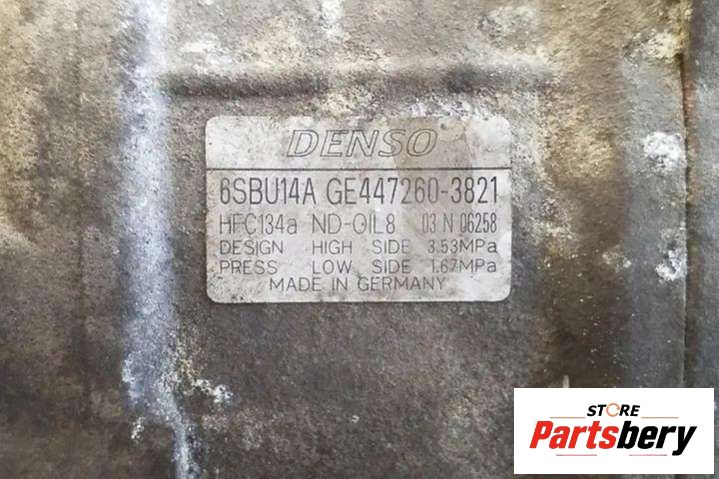 DENSO
6SBU14A GE447260-3821
HFC134a ND-OIL8 03 N 06258
DESIGN HIGH SIDE 3.53MPa
PRESS LOW SIDE 1.67MPa
MADE IN GERMANY
STORE
Partsbery